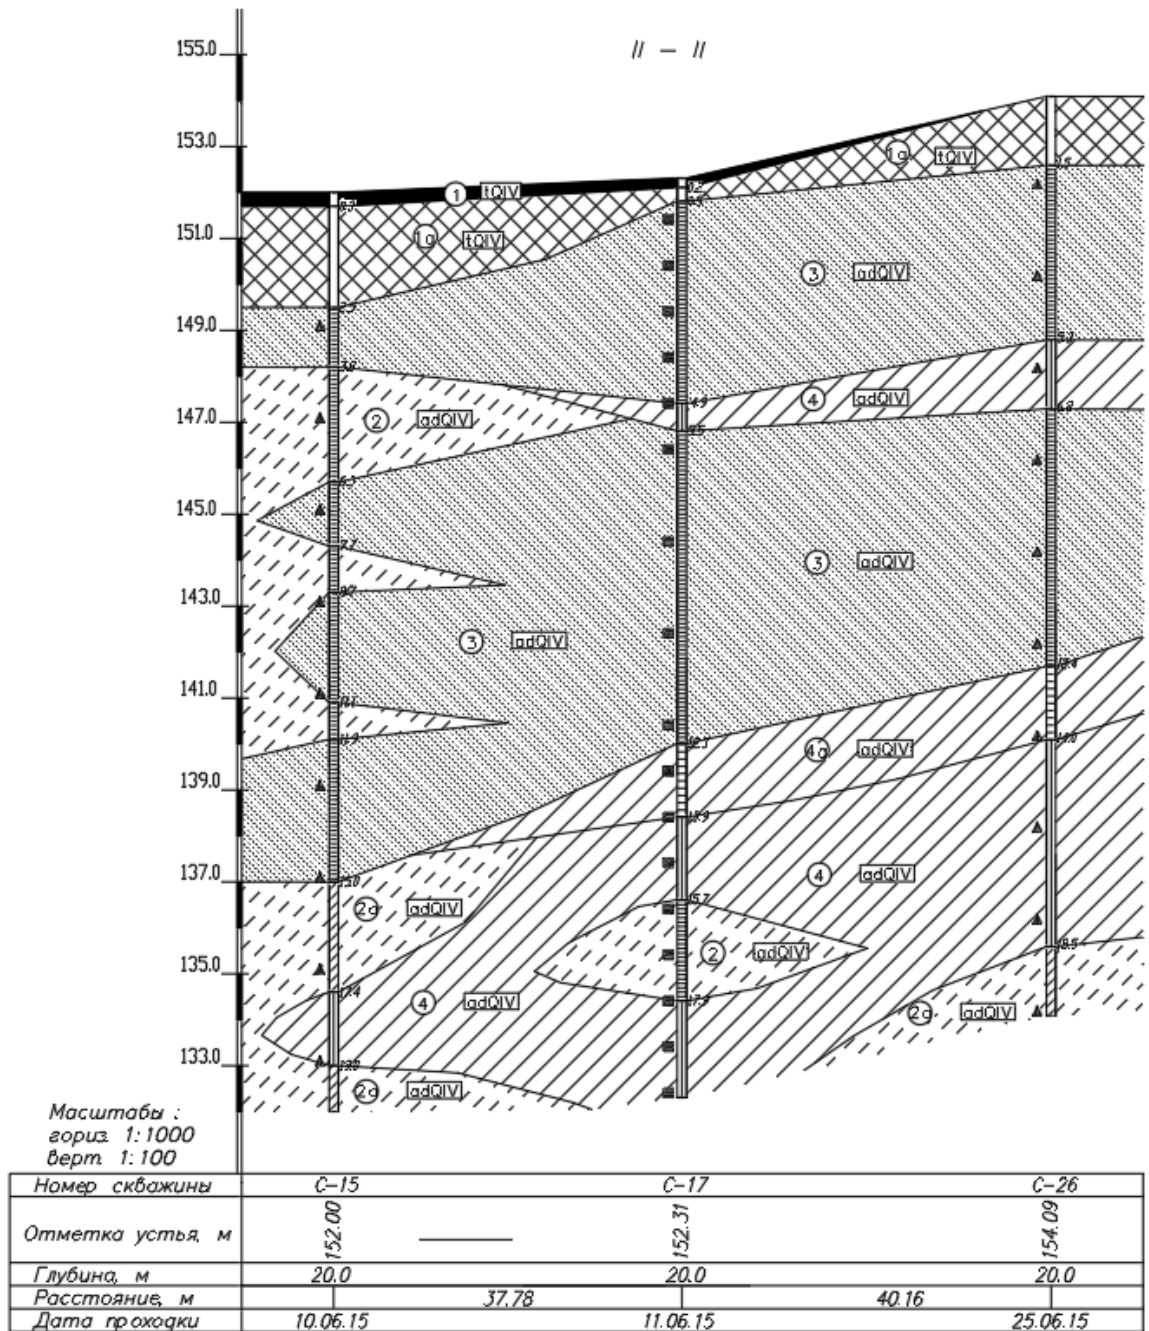 II – II
155.0
153.0
1а tQIV
1 tQIV
151.0
1а tQIV
3 adQIV
149.0
4 adQIV
147.0
2 adQIV
145.0
3 adQIV
143.0
3 adQIV
141.0
4а adQIV
139.0
137.0
4 adQIV
2а adQIV
135.0
2 adQIV
4 adQIV
2а adQIV
133.0
2а adQIV
Масштабы :
гориз. 1:1000
верт. 1:100
Номер скважины С-15 С-17 С-26
Отметка устья, м 152.00 152.31 154.09
Глубина, м 20.0 20.0 20.0
Расстояние, м 37.78 40.16
Дата проходки 10.06.15 11.06.15 25.06.15